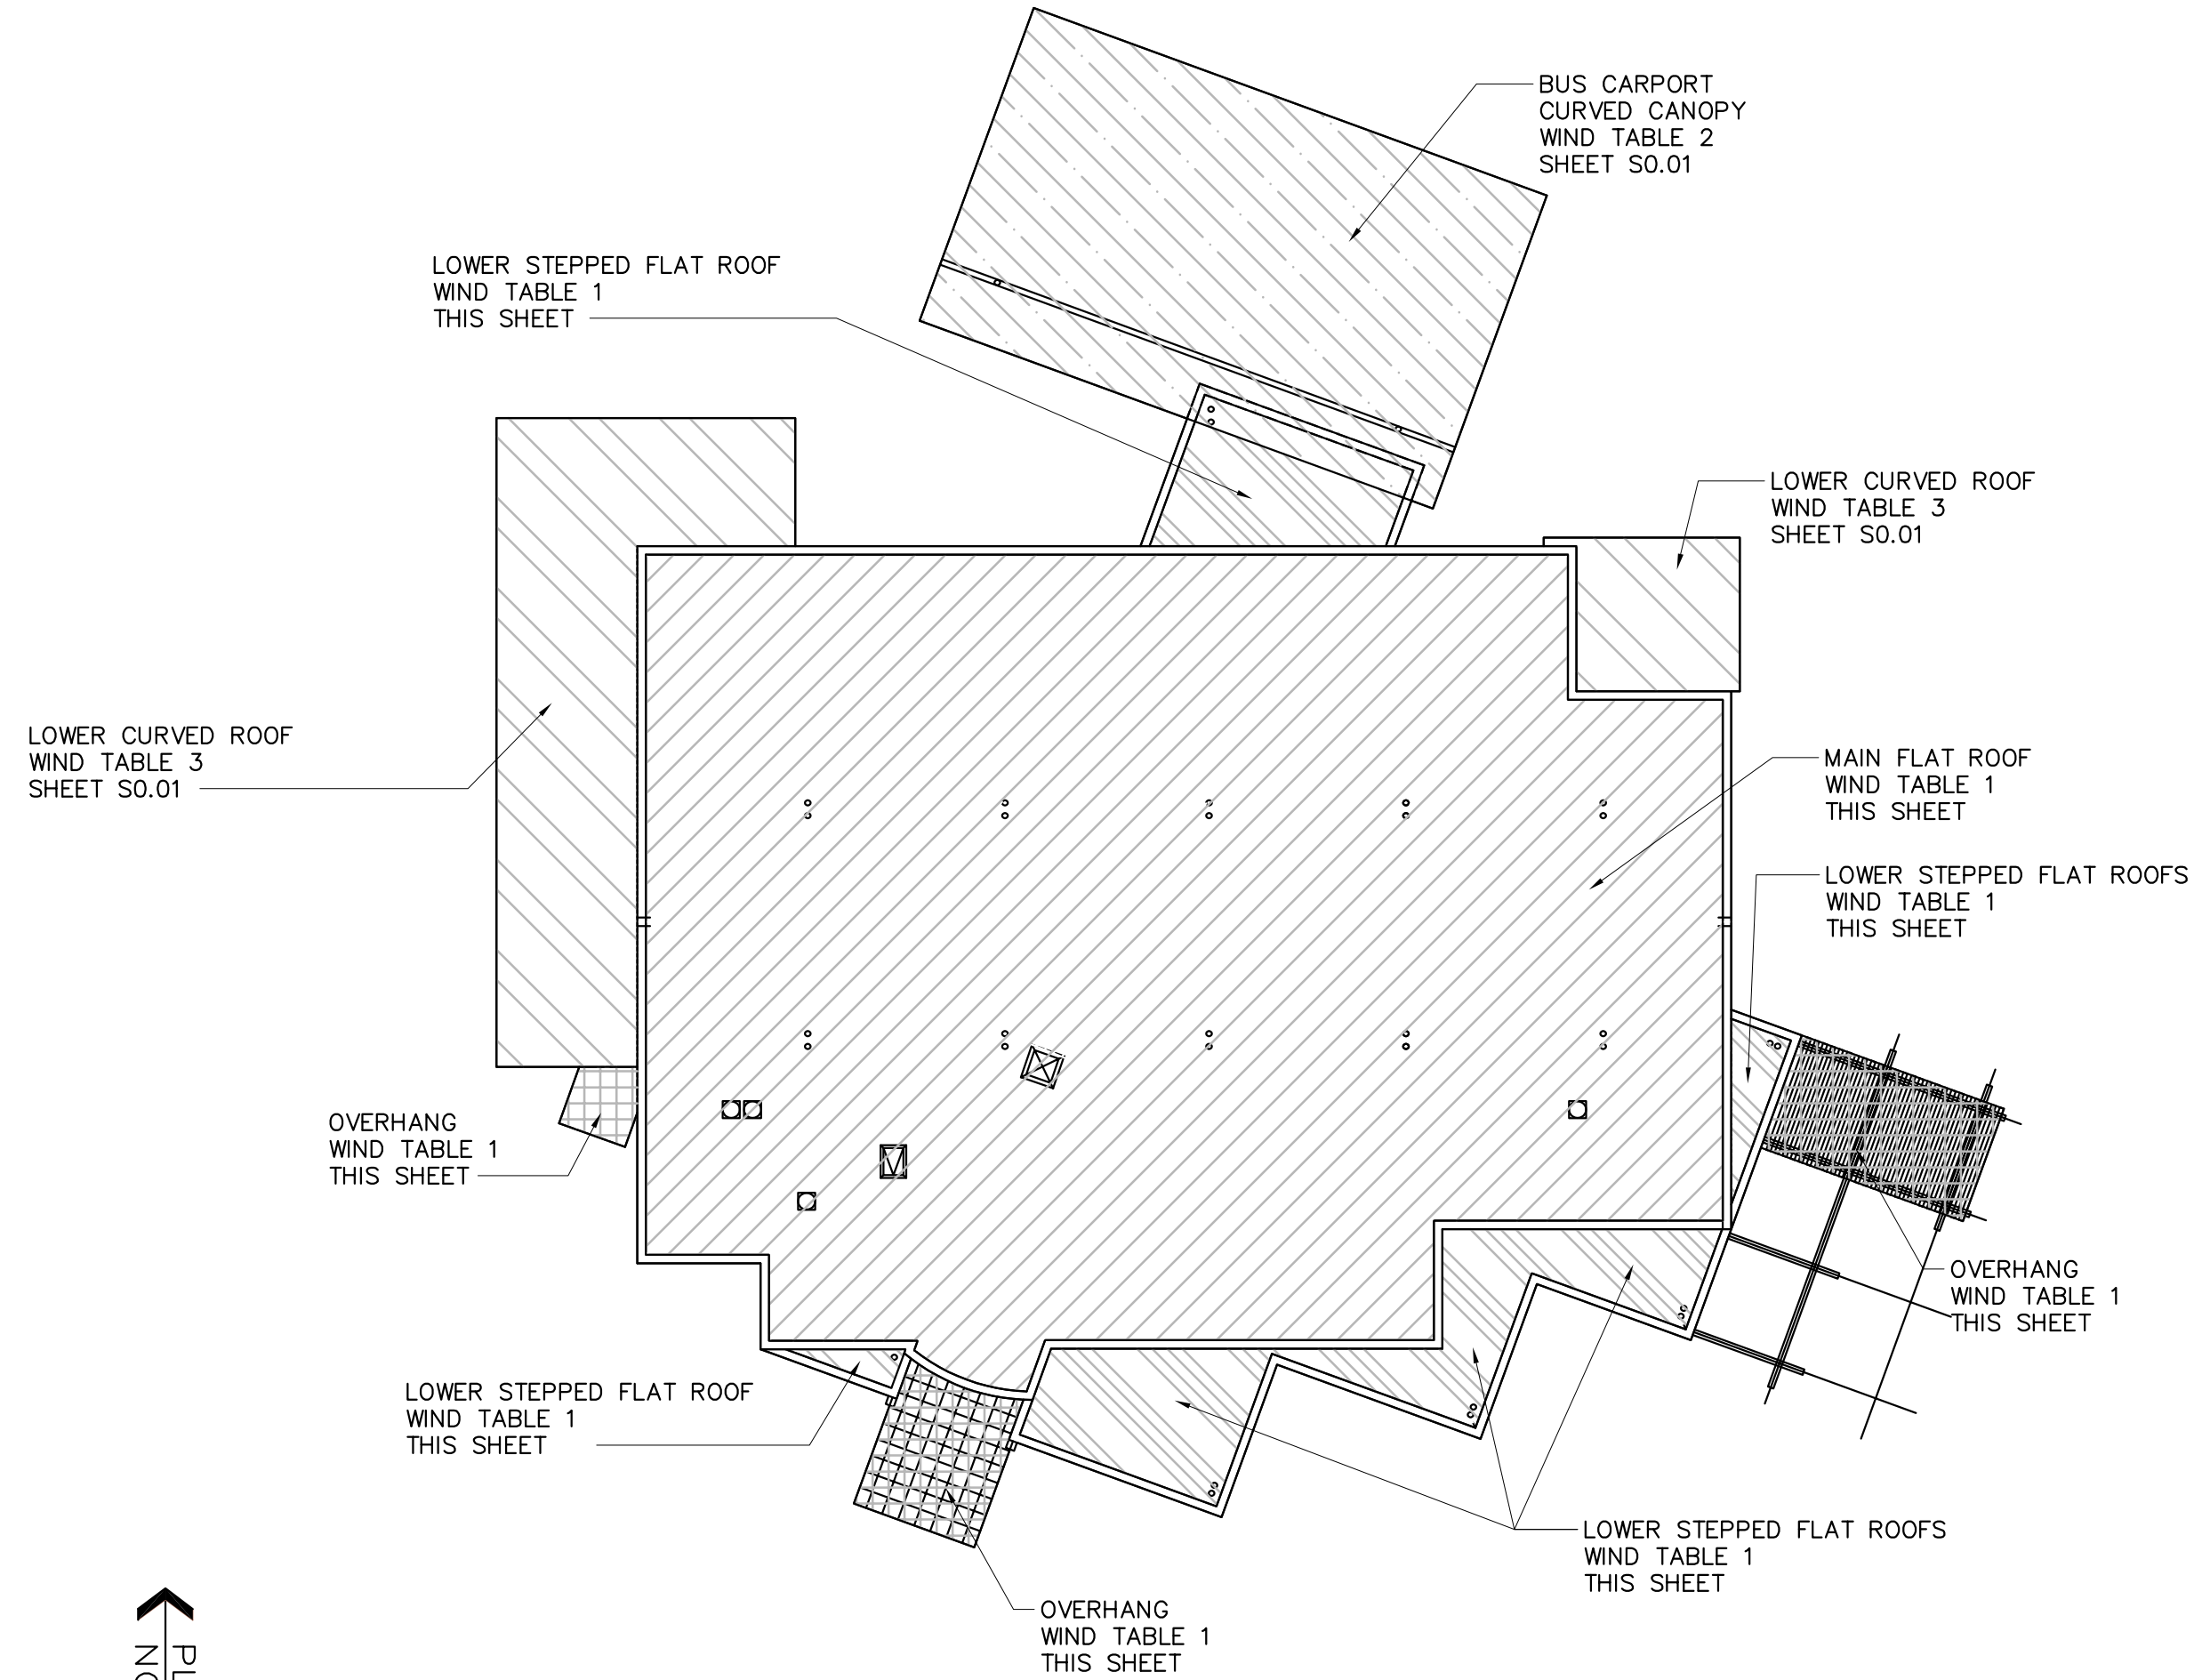 BUS CARPORT
CURVED CANOPY
WIND TABLE 2
SHEET S0.01
LOWER STEPPED FLAT ROOF
WIND TABLE 1
THIS SHEET
LOWER CURVED ROOF
WIND TABLE 3
SHEET S0.01
LOWER CURVED ROOF
WIND TABLE 3
SHEET S0.01
MAIN FLAT ROOF
WIND TABLE 1
THIS SHEET
LOWER STEPPED FLAT ROOFS
WIND TABLE 1
THIS SHEET
OVERHANG
WIND TABLE 1
THIS SHEET
OVERHANG
WIND TABLE 1
THIS SHEET
LOWER STEPPED FLAT ROOF
WIND TABLE 1
THIS SHEET
LOWER STEPPED FLAT ROOFS
WIND TABLE 1
THIS SHEET
OVERHANG
WIND TABLE 1
THIS SHEET